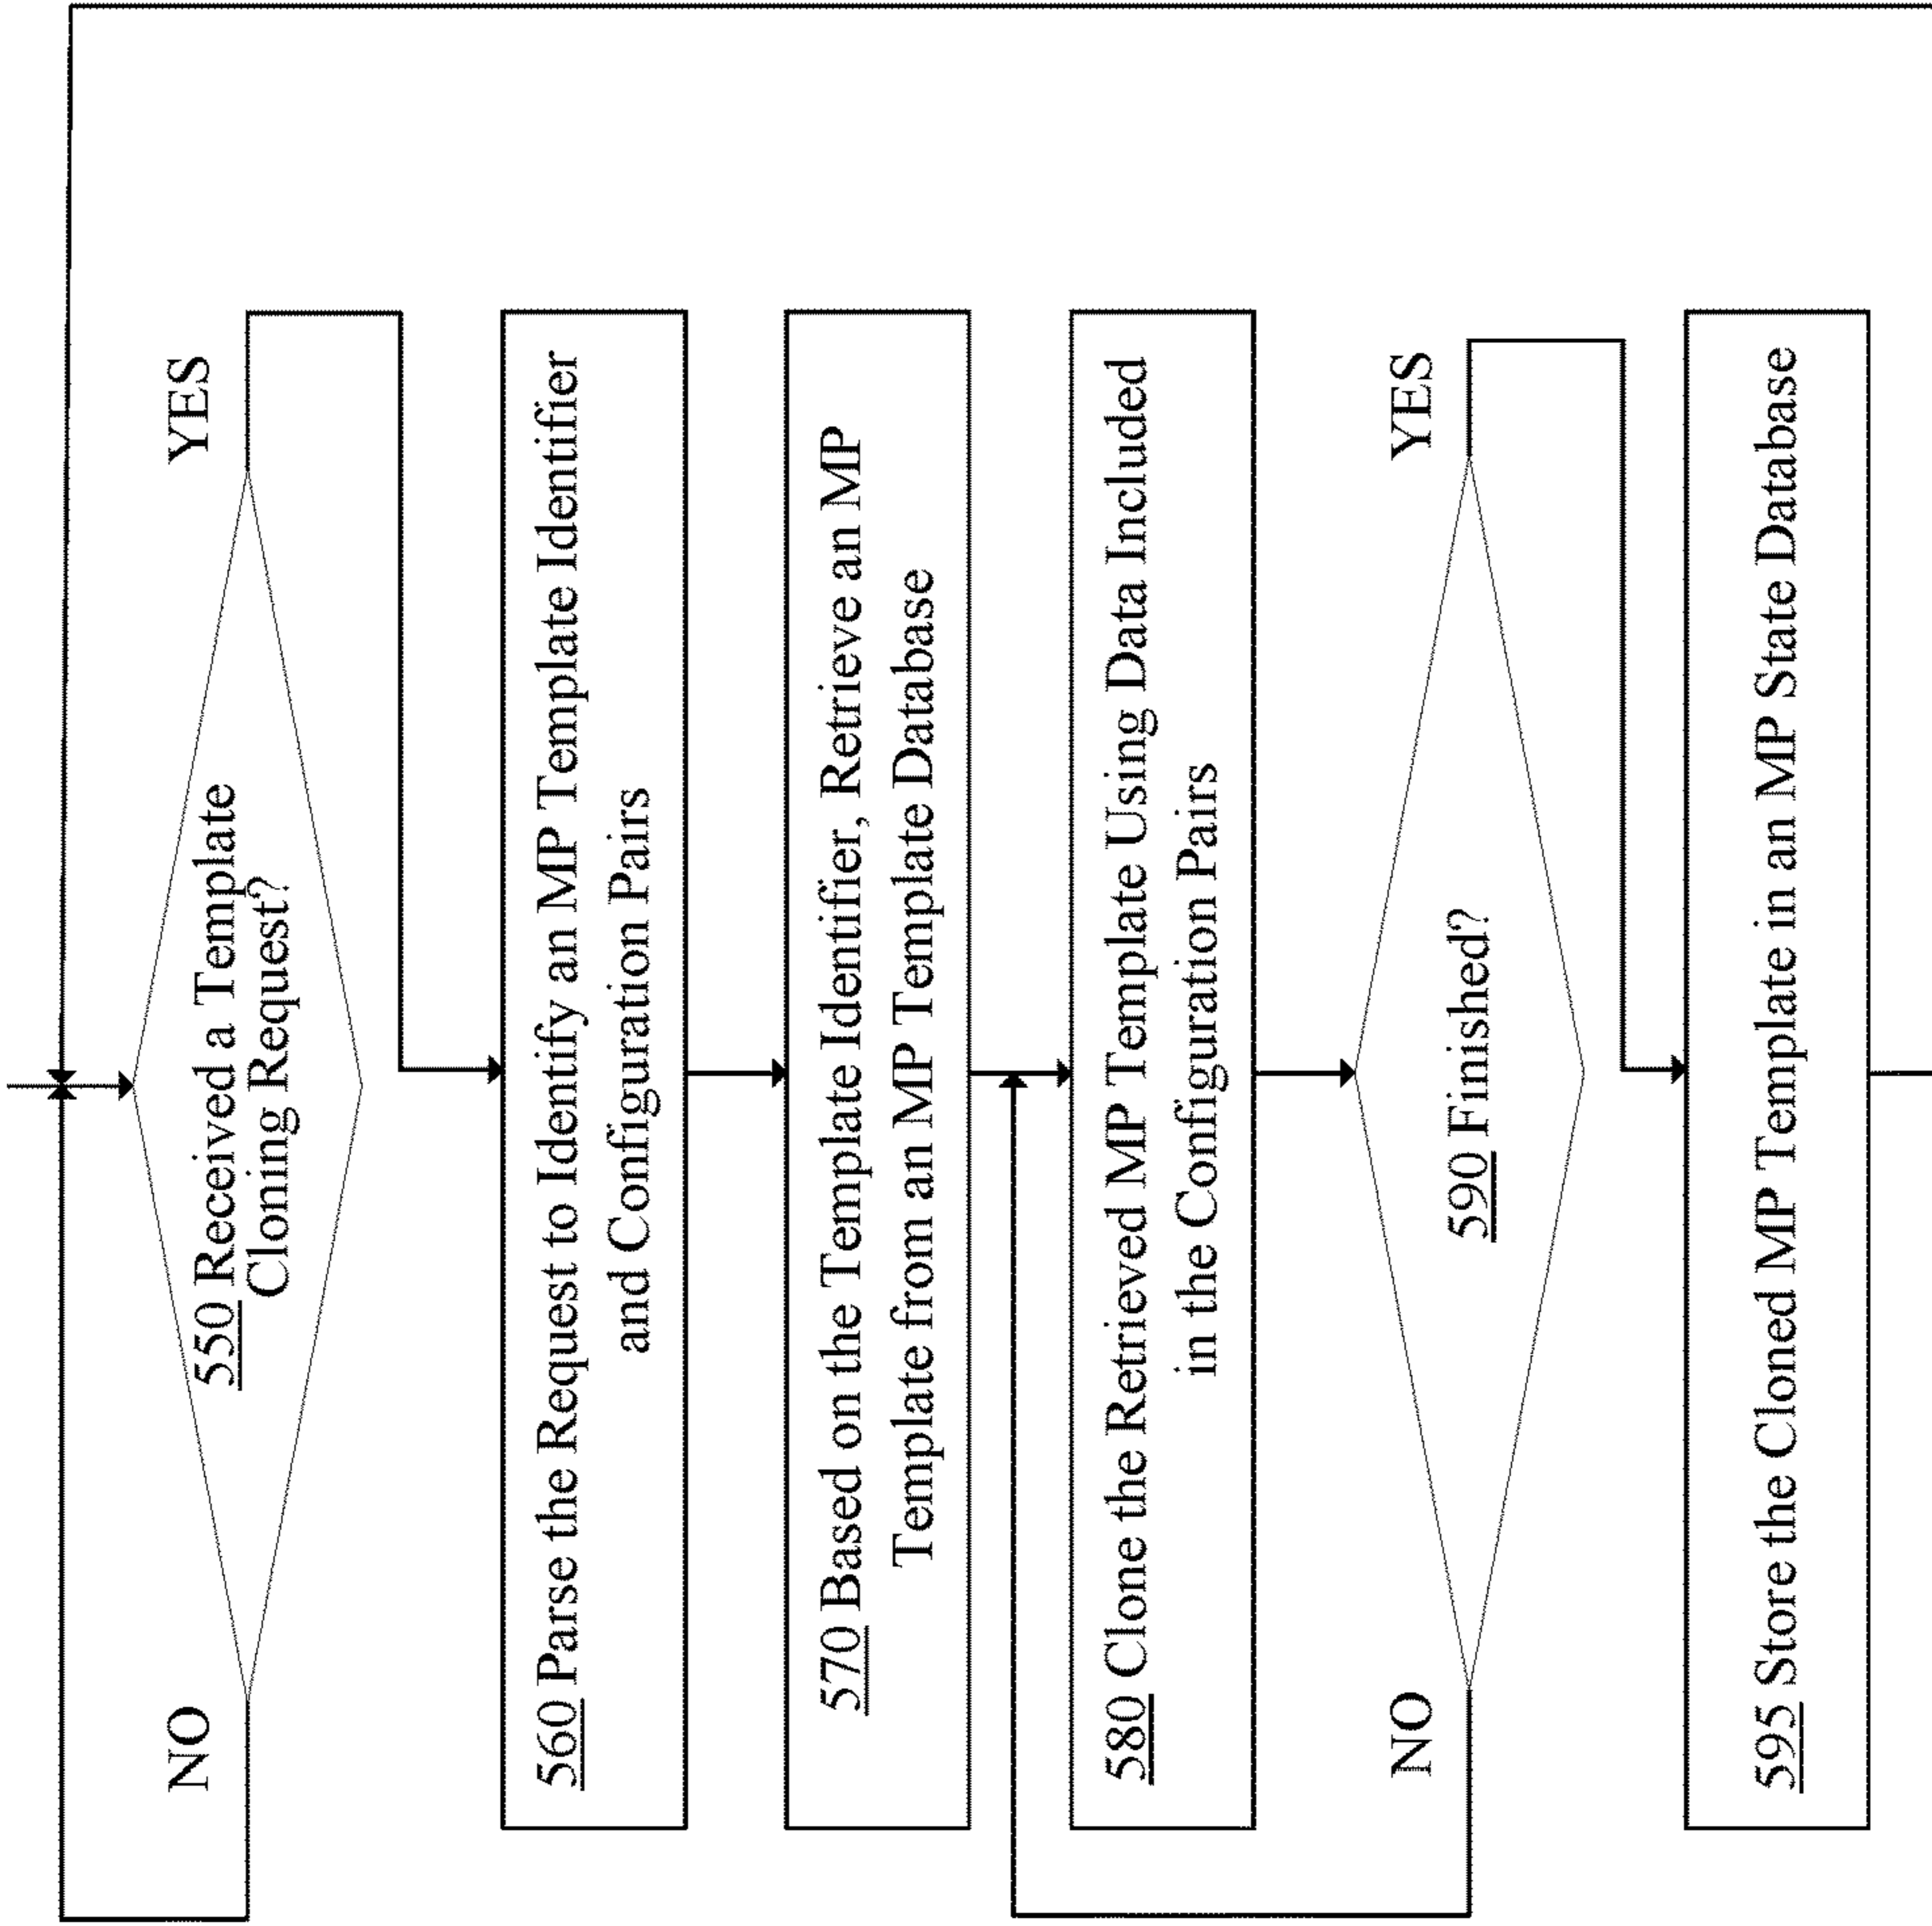 550 Received a Template
Cloning Request?
NO
YES
560 Parse the Request to Identify an MP Template Identifier
and Configuration Pairs
570 Based on the Template Identifier, Retrieve an MP
Template from an MP Template Database
580 Clone the Retrieved MP Template Using Data Included
in the Configuration Pairs
590 Finished?
NO
YES
595 Store the Cloned MP Template in an MP State Database